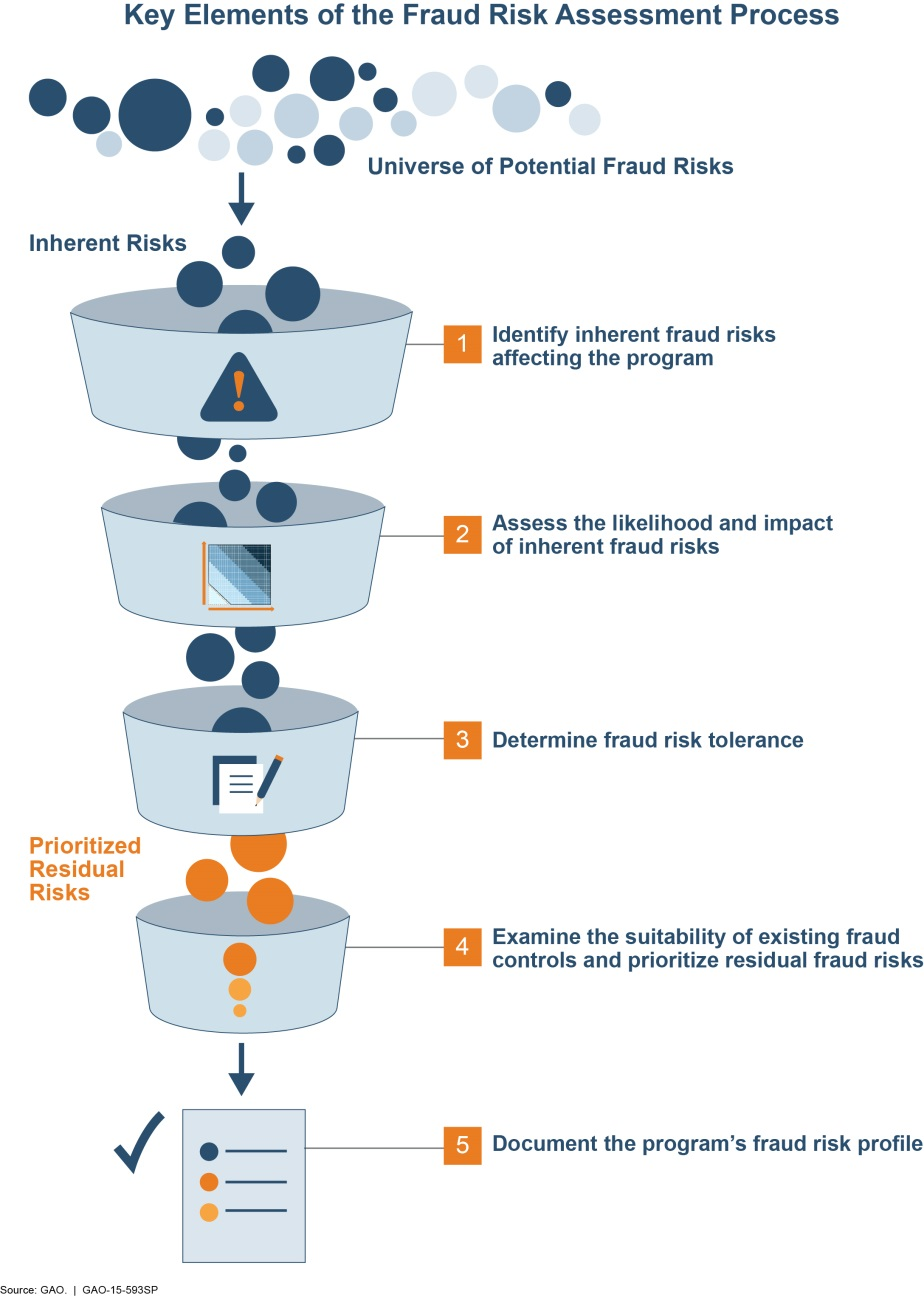 Key Elements of the Fraud Risk Assessment Process
Universe of Potential Fraud Risks
Inherent Risks
1
Identify inherent fraud risks
affecting the program
2
Assess the likelihood and impact
of inherent fraud risks
3
Determine fraud risk tolerance
Prioritized
Residual
Risks
4
Examine the suitability of existing fraud
controls and prioritize residual fraud risks
5
Document the program’s fraud risk profile
Source: GAO. | GAO-15-593SP